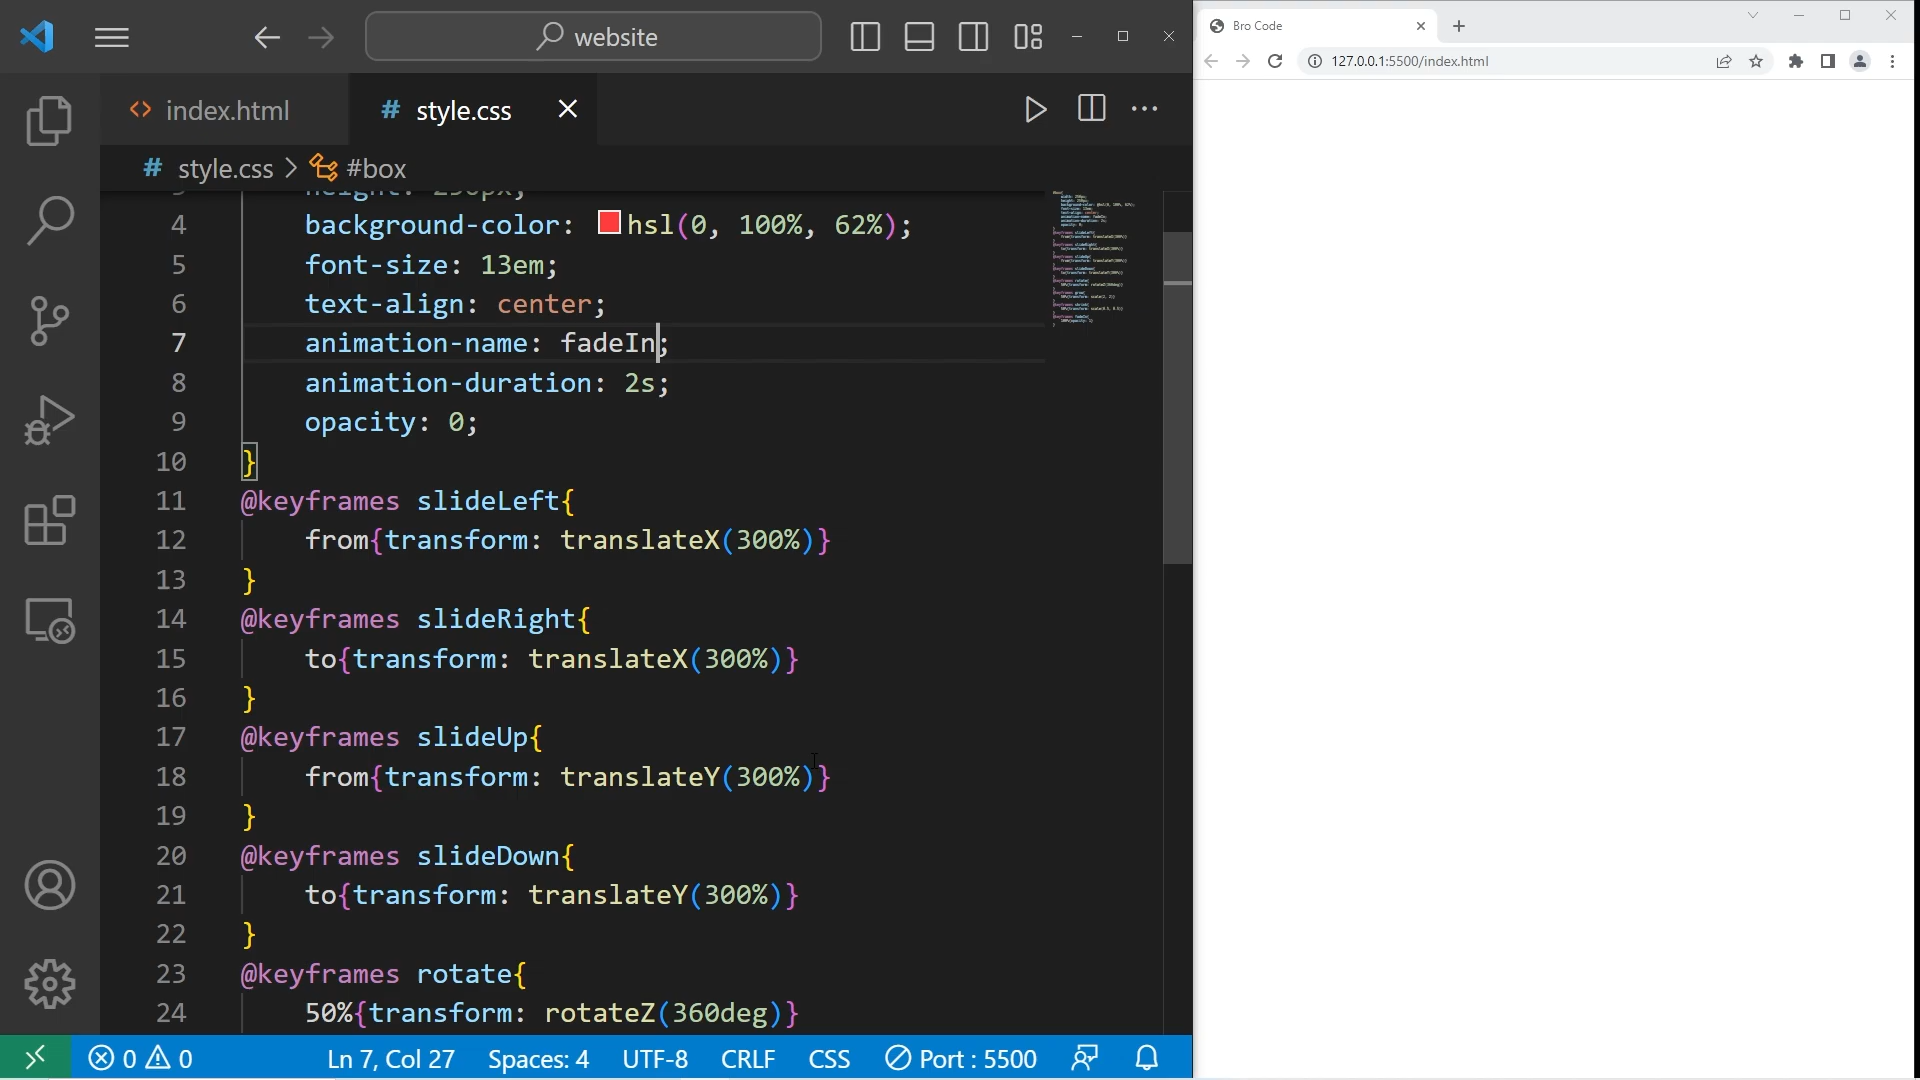 website
index.html
# style.css
# style.css > #box
3 height: 250px;
4 background-color: hsl(0, 100%, 62%);
5 font-size: 13em;
6 text-align: center;
7 animation-name: fadeIn;
8 animation-duration: 2s;
9 opacity: 0;
10 }
11 @keyframes slideLeft{
12 from{transform: translateX(300%)}
13 }
14 @keyframes slideRight{
15 to{transform: translateX(300%)}
16 }
17 @keyframes slideUp{
18 from{transform: translateY(300%)}
19 }
20 @keyframes slideDown{
21 to{transform: translateY(300%)}
22 }
23 @keyframes rotate{
24 50%{transform: rotateZ(360deg)}
0 0 Ln 7, Col 27 Spaces: 4 UTF-8 CRLF CSS Port : 5500
Bro Code
127.0.0.1:5500/index.html